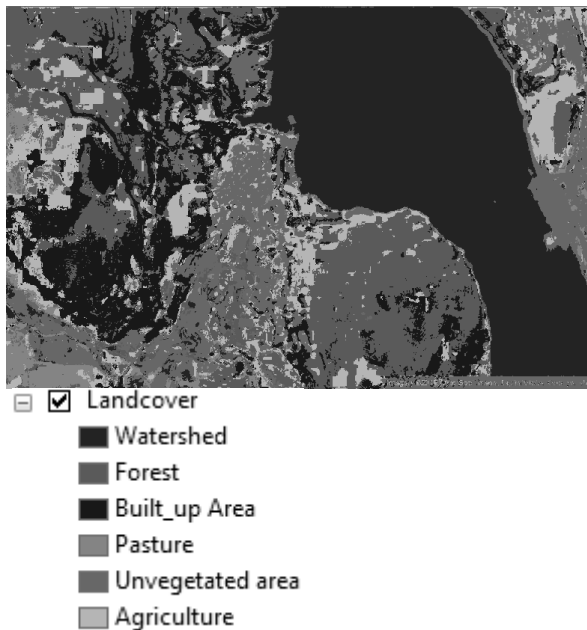 Landcover
Watershed
Forest
Built_up Area
Pasture
Unvegetated area
Agriculture